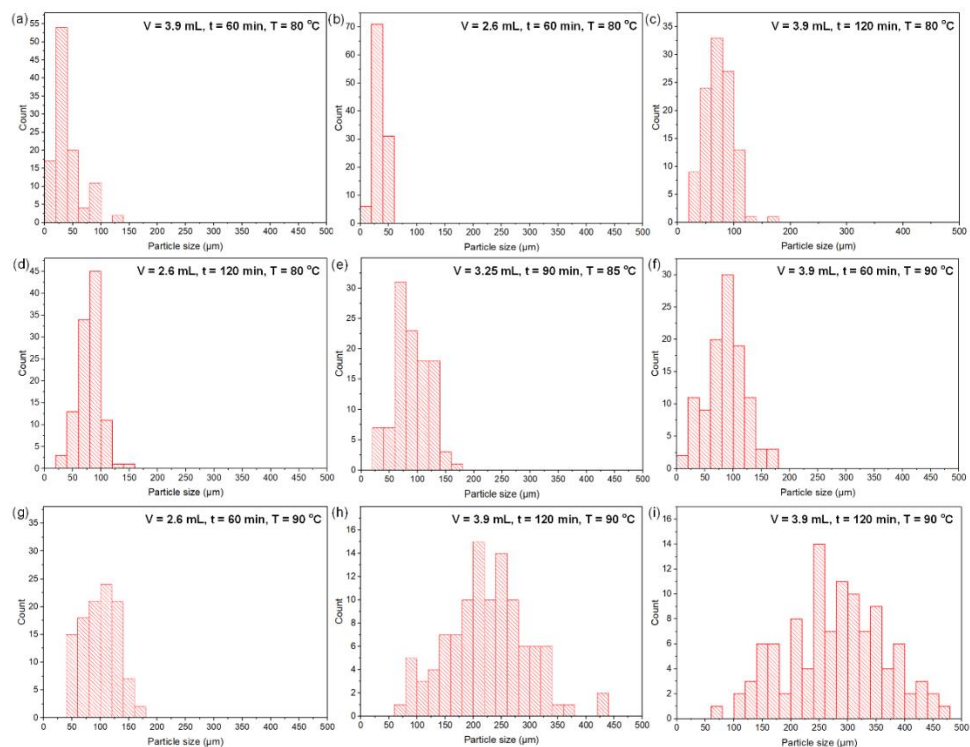 (a)
V = 3.9 mL, t = 60 min, T = 80 °C
55
50
45
40
35
30
25
20
15
10
5
0
Count
0 50 100 150 200 250 300 350 400 450 500
Particle size (µm)
(b)
V = 2.6 mL, t = 60 min, T = 80 °C
70
60
50
40
30
20
10
0
Count
0 50 100 150 200 250 300 350 400 450 500
Particle size (µm)
(c)
V = 3.9 mL, t = 120 min, T = 80 °C
35
30
25
20
15
10
5
0
Count
0 50 100 150 200 250 300 350 400 450 500
Particle size (µm)
(d)
V = 2.6 mL, t = 120 min, T = 80 °C
45
40
35
30
25
20
15
10
5
0
Count
0 50 100 150 200 250 300 350 400 450 500
Particle size (µm)
(e)
V = 3.25 mL, t = 90 min, T = 85 °C
30
25
20
15
10
5
0
Count
0 50 100 150 200 250 300 350 400 450 500
Particle size (µm)
(f)
V = 3.9 mL, t = 60 min, T = 90 °C
30
25
20
15
10
5
0
Count
0 50 100 150 200 250 300 350 400 450 500
Particle size (µm)
(g)
V = 2.6 mL, t = 60 min, T = 90 °C
35
30
25
20
15
10
5
0
Count
0 50 100 150 200 250 300 350 400 450 500
Particle size (µm)
(h)
V = 3.9 mL, t = 120 min, T = 90 °C
16
14
12
10
8
6
4
2
0
Count
0 50 100 150 200 250 300 350 400 450 500
Particle size (µm)
(i)
V = 3.9 mL, t = 120 min, T = 90 °C
16
14
12
10
8
6
4
2
0
Count
0 50 100 150 200 250 300 350 400 450 500
Particle size (µm)